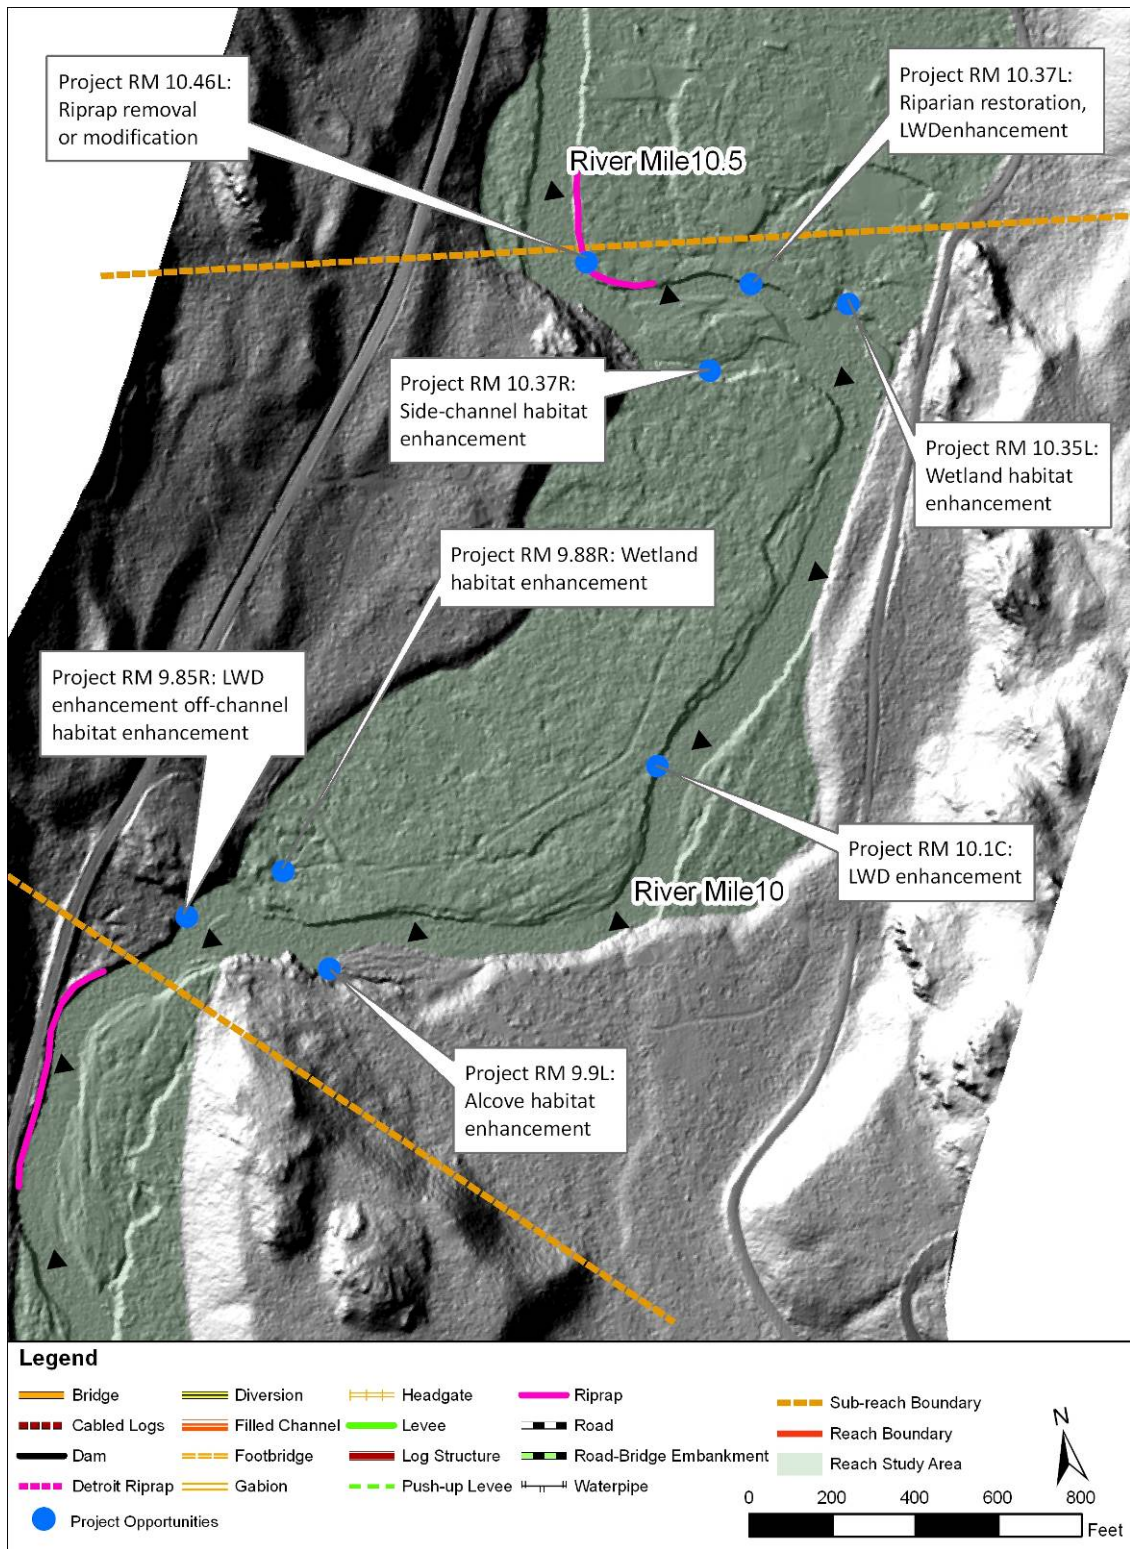 Project RM 10.46L:
Riprap removal
or modification
Project RM 10.37L:
Riparian restoration,
LWDenhancement
River Mile10.5
Project RM 10.37R:
Side-channel habitat
enhancement
Project RM 10.35L:
Wetland habitat
enhancement
Project RM 9.88R: Wetland
habitat enhancement
Project RM 9.85R: LWD
enhancement off-channel
habitat enhancement
Project RM 10.1C:
LWD enhancement
River Mile10
Project RM 9.9L:
Alcove habitat
enhancement
Legend
Bridge
Cabled Logs
Dam
Detroit Riprap
Project Opportunities
Diversion
Filled Channel
Footbridge
Gabion
Headgate
Levee
Log Structure
Push-up Levee
Riprap
Road
Road-Bridge Embankment
Waterpipe
Sub-reach Boundary
Reach Boundary
Reach Study Area
N
0 200 400 600 800
Feet